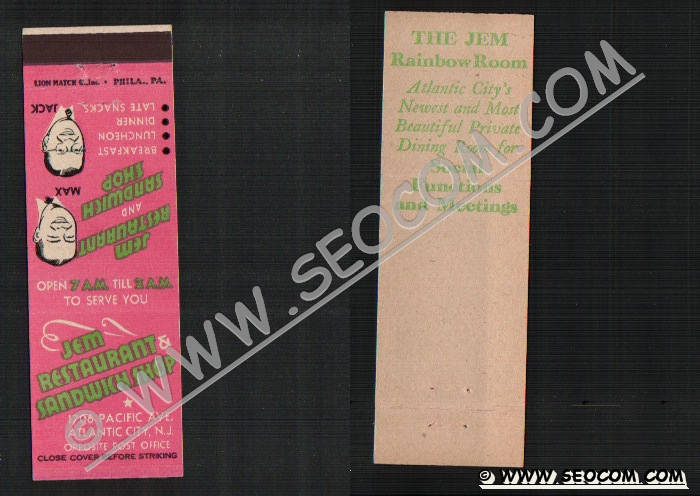 LION MATCH C., Inc. • PHILA., PA.
JACK
• LATE SNACKS
• DINNER
• LUNCHEON
• BREAKFAST
MAX
JEM
RESTAURANT
AND
SANDWICH
SHOP
OPEN 7 A.M. TILL 2 A.M.
TO SERVE YOU
JEM
RESTAURANT &
SANDWICH SHOP
1706 PACIFIC AVE.
ATLANTIC CITY, N.J.
OPPOSITE POST OFFICE
CLOSE COVER BEFORE STRIKING
THE JEM
Rainbow Room
Atlantic City's
Newest and Most
Beautiful Private
Dining Room for
Social
Functions
and Meetings
© WWW.SEOCOM.COM
© WWW.SEOCOM.COM